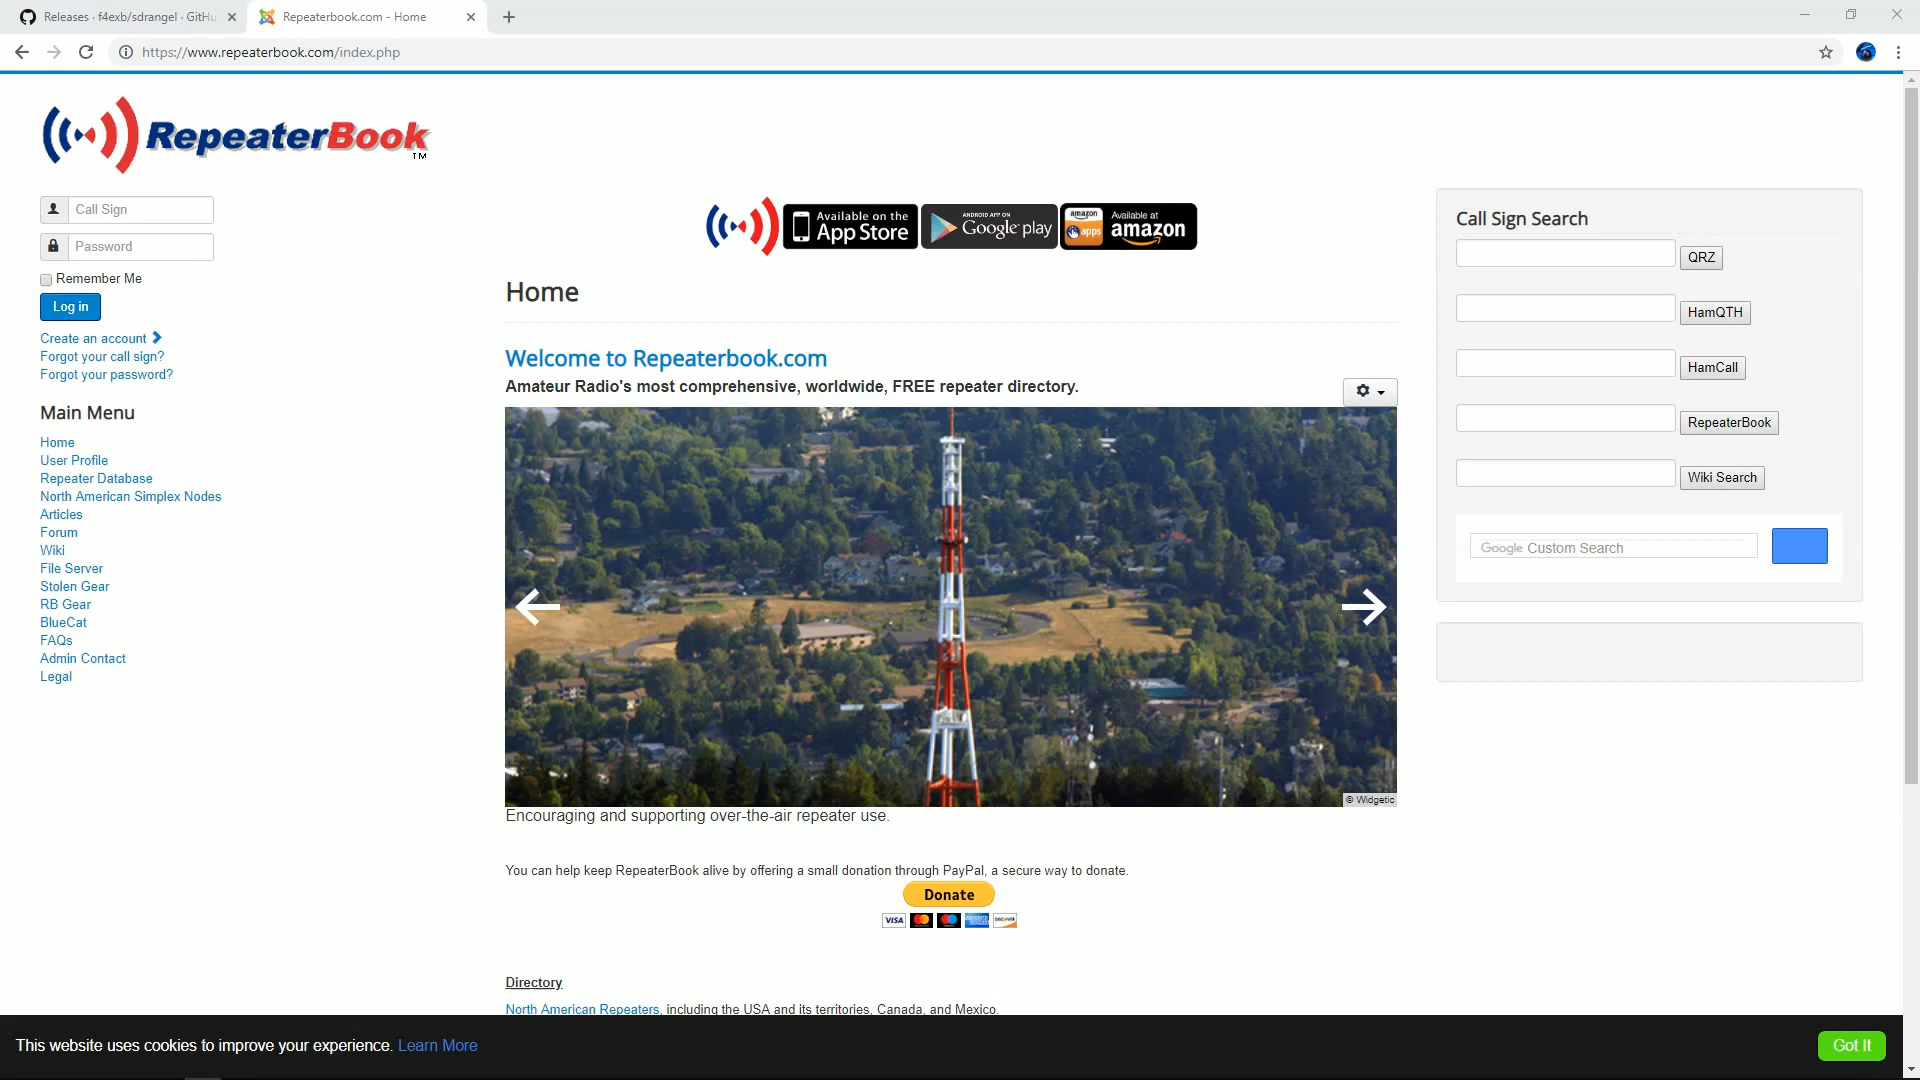 Releases · f4exb/sdrangel · GitHu
Repeaterbook.com - Home
https://www.repeaterbook.com/index.php
RepeaterBook
TM
Call Sign
Password
Remember Me
Log in
Create an account
Forgot your call sign?
Forgot your password?
Main Menu
Home
User Profile
Repeater Database
North American Simplex Nodes
Articles
Forum
Wiki
File Server
Stolen Gear
RB Gear
BlueCat
FAQs
Admin Contact
Legal
Available on the
App Store
ANDROID APP ON
Google play
amazon
apps
Available at
amazon
Home
Welcome to Repeaterbook.com
Amateur Radio's most comprehensive, worldwide, FREE repeater directory.
© Widgetic
Encouraging and supporting over-the-air repeater use.
You can help keep RepeaterBook alive by offering a small donation through PayPal, a secure way to donate.
Donate
VISA
Directory
North American Repeaters, including the USA and its territories, Canada, and Mexico.
Call Sign Search
QRZ
HamQTH
HamCall
RepeaterBook
Wiki Search
Google Custom Search
This website uses cookies to improve your experience. Learn More
Got It